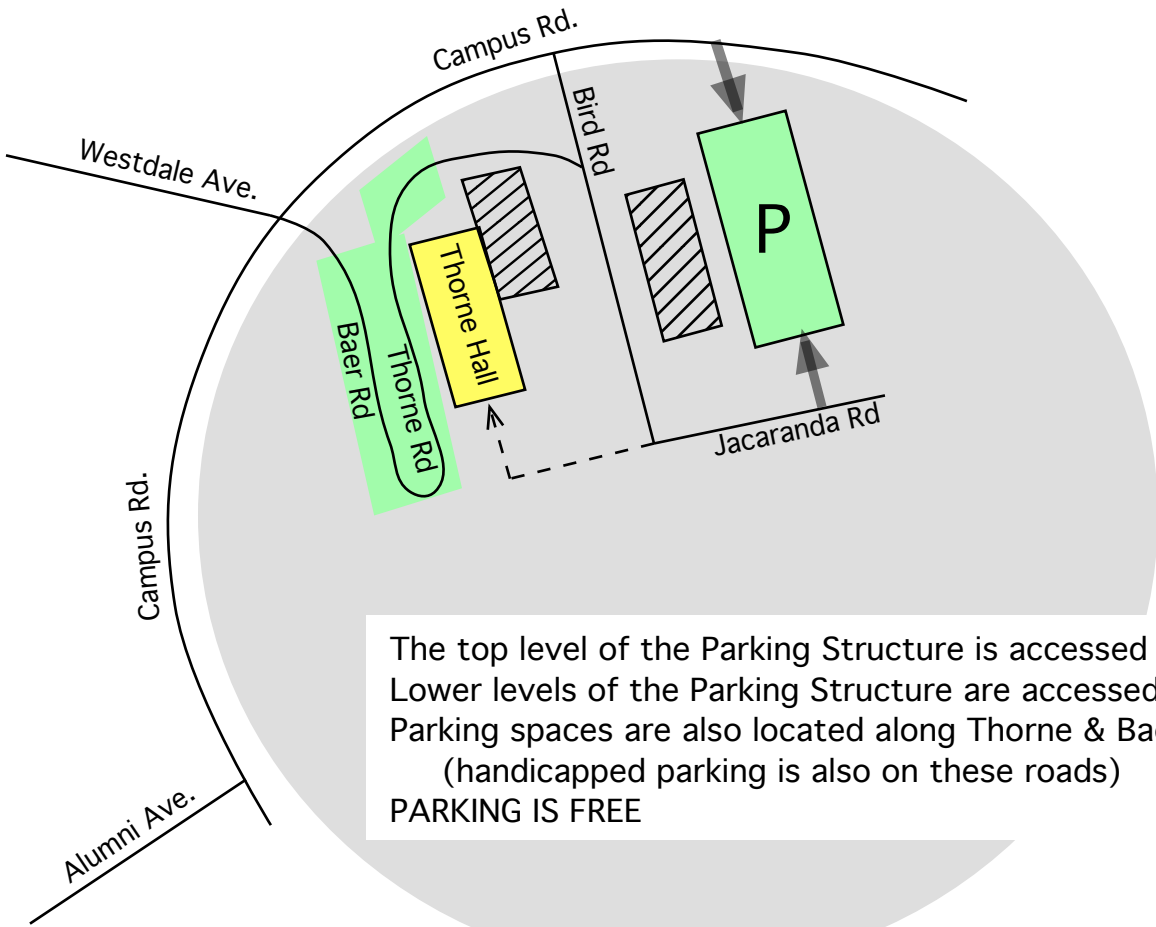 Campus Rd.
Bird Rd
Westdale Ave.
P
Thorne Hall
Baer Rd
Thorne Rd
Jacaranda Rd
Campus Rd.
The top level of the Parking Structure is accessed
Lower levels of the Parking Structure are accessed
Parking spaces are also located along Thorne & Ba
(handicapped parking is also on these roads)
PARKING IS FREE
Alumni Ave.